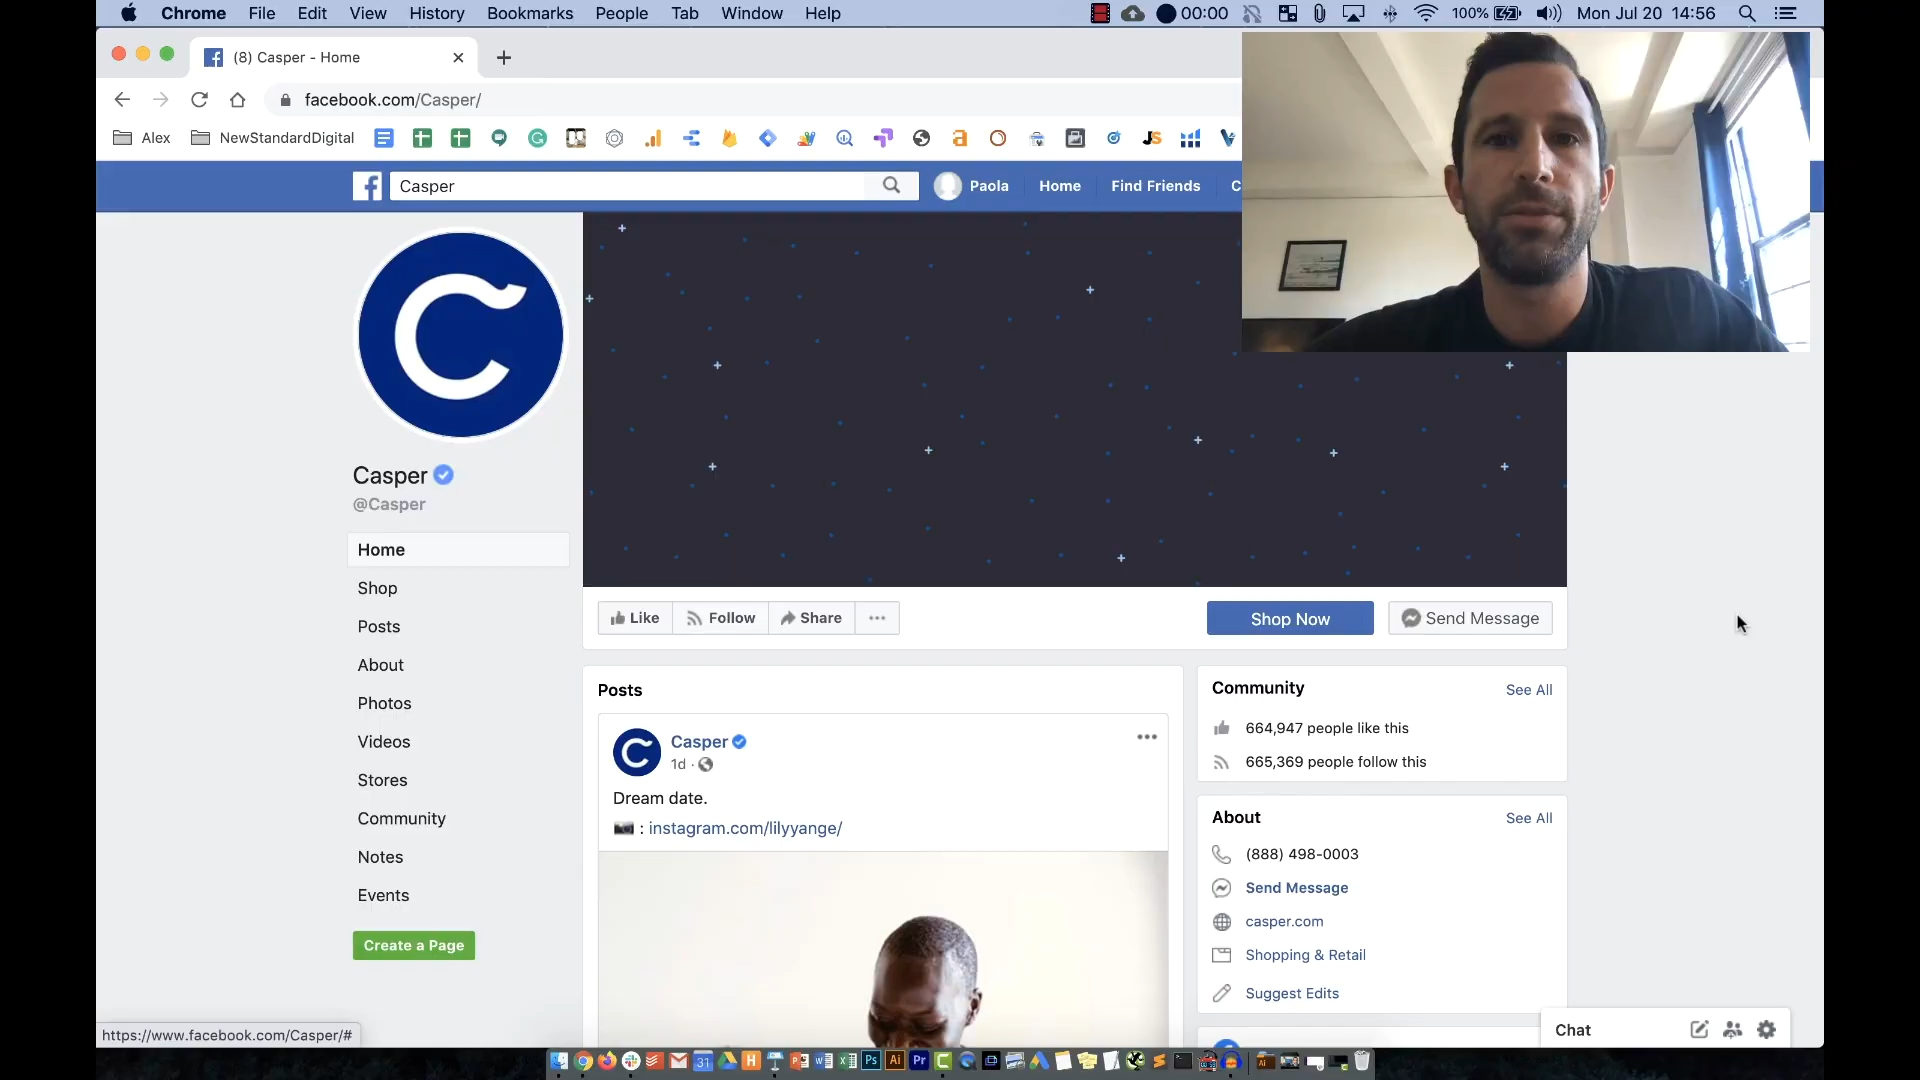 Chrome File Edit View History Bookmarks People Tab Window Help 00:00 100% Mon Jul 20 14:56
(8) Casper - Home
facebook.com/Casper/
Alex NewStandardDigital
Casper Paola Home Find Friends C
Casper
@Casper
Home
Shop
Posts
About
Photos
Videos
Stores
Community
Notes
Events
Create a Page
Like Follow Share Shop Now Send Message
Posts
Casper
1d
Dream date.
: instagram.com/lilyyange/
Community See All
664,947 people like this
665,369 people follow this
About See All
(888) 498-0003
Send Message
casper.com
Shopping & Retail
Suggest Edits
Chat
https://www.facebook.com/Casper/#